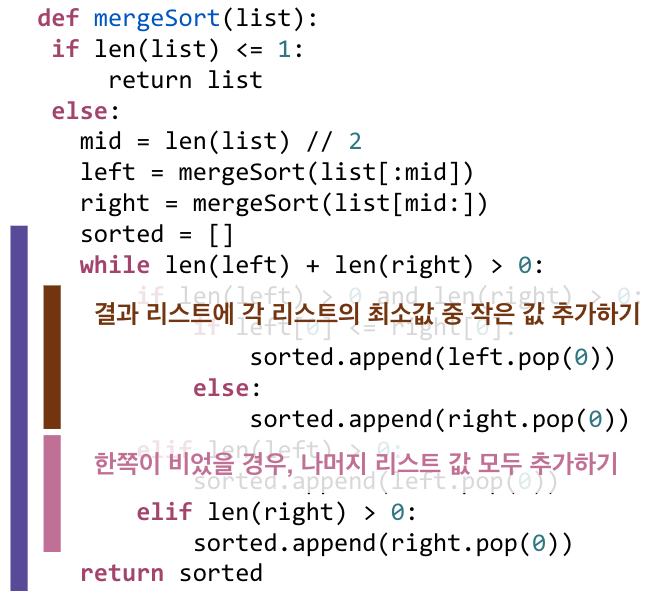 def mergeSort(list):
if len(list) <= 1:
return list
else:
mid = len(list) // 2
left = mergeSort(list[:mid])
right = mergeSort(list[mid:])
sorted = []
while len(left) + len(right) > 0:
if len(left) > 0 and len(right) > 0:
결과 리스트에 각 리스트의 최소값 중 작은 값 추가하기
if left[0] <= right[0]:
sorted.append(left.pop(0))
else:
sorted.append(right.pop(0))
elif len(left) > 0:
한쪽이 비었을 경우, 나머지 리스트 값 모두 추가하기
sorted.append(left.pop(0))
elif len(right) > 0:
sorted.append(right.pop(0))
return sorted